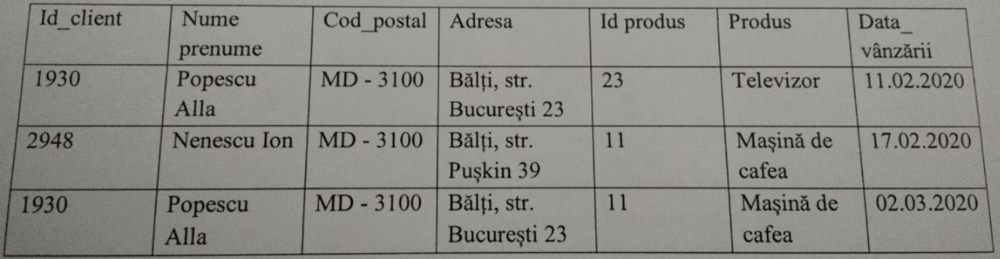 Id_client Nume prenume Cod_postal Adresa Id produs Produs Data_ vânzării
1930 Popescu Alla MD - 3100 Bălți, str. București 23 23 Televizor 11.02.2020
2948 Nenescu Ion MD - 3100 Bălți, str. Pușkin 39 11 Mașină de cafea 17.02.2020
1930 Popescu Alla MD - 3100 Bălți, str. București 23 11 Mașină de cafea 02.03.2020